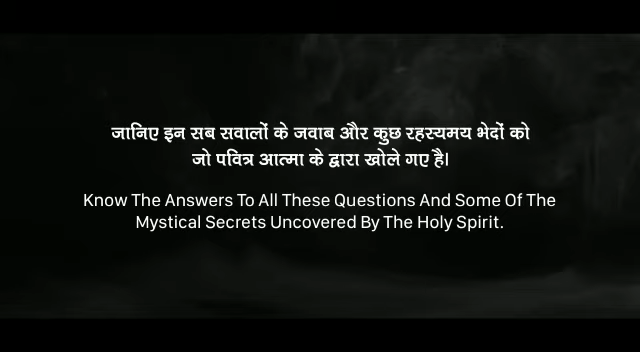 जानिए इन सब सवालों के जवाब और कुछ रहस्यमय भेदों को
जो पवित्र आत्मा के द्वारा खोले गए है।
Know The Answers To All These Questions And Some Of The
Mystical Secrets Uncovered By The Holy Spirit.